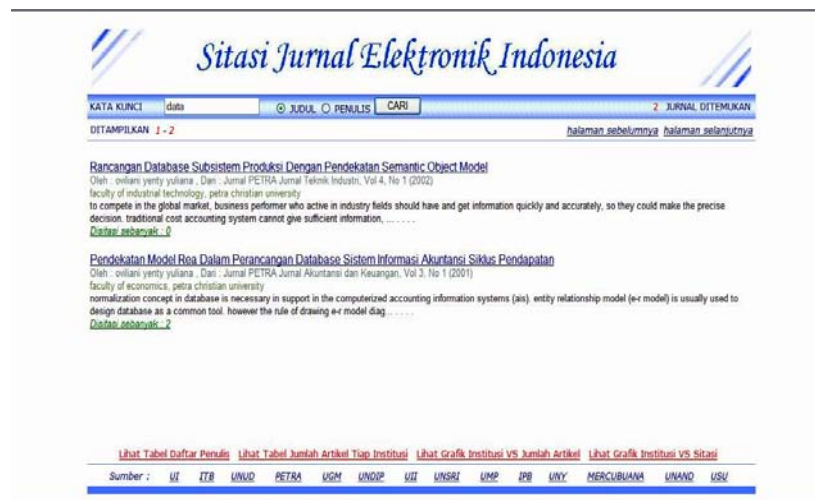 Sitasi Jurnal Elektronik Indonesia
KATA KUNCI data JUDUL PENULIS CARI 2 JURNAL DITEMUKAN
DITAMPILKAN 1 - 2 halaman sebelumnya halaman selanjutnya
Rancangan Database Subsistem Produksi Dengan Pendekatan Semantic Object Model
Oleh : oviliani yenty yuliana , Dari : Jurnal PETRA Jurnal Teknik Industri, Vol 4, No 1 (2002)
faculty of industrial technology, petra christian university
to compete in the global market, business performer who active in industry fields should have and get information quickly and accurately, so they could make the precise
decision. traditional cost accounting system cannot give sufficient information, ... . . . .
Disitasi sebanyak : 0
Pendekatan Model Rea Dalam Perancangan Database Sistem Informasi Akuntansi Siklus Pendapatan
Oleh : oviliani yenty yuliana , Dari : Jurnal PETRA Jurnal Akuntansi dan Keuangan, Vol 3, No 1 (2001)
faculty of economics, petra christian university
normalization concept in database is necessary in support in the computerized accounting information systems (ais). entity relationship model (e-r model) is usually used to
design database as a common tool. however the rule of drawing e-r model diag... . . . .
Disitasi sebanyak : 2
Lihat Tabel Daftar Penulis Lihat Tabel Jumlah Artikel Tiap Institusi Lihat Grafik Institusi VS Jumlah Artikel Lihat Grafik Institusi VS Sitasi
Sumber : UI ITB UNUD PETRA UGM UNDIP UII UNSRI UMP IPB UNY MERCUBUANA UNAND USU